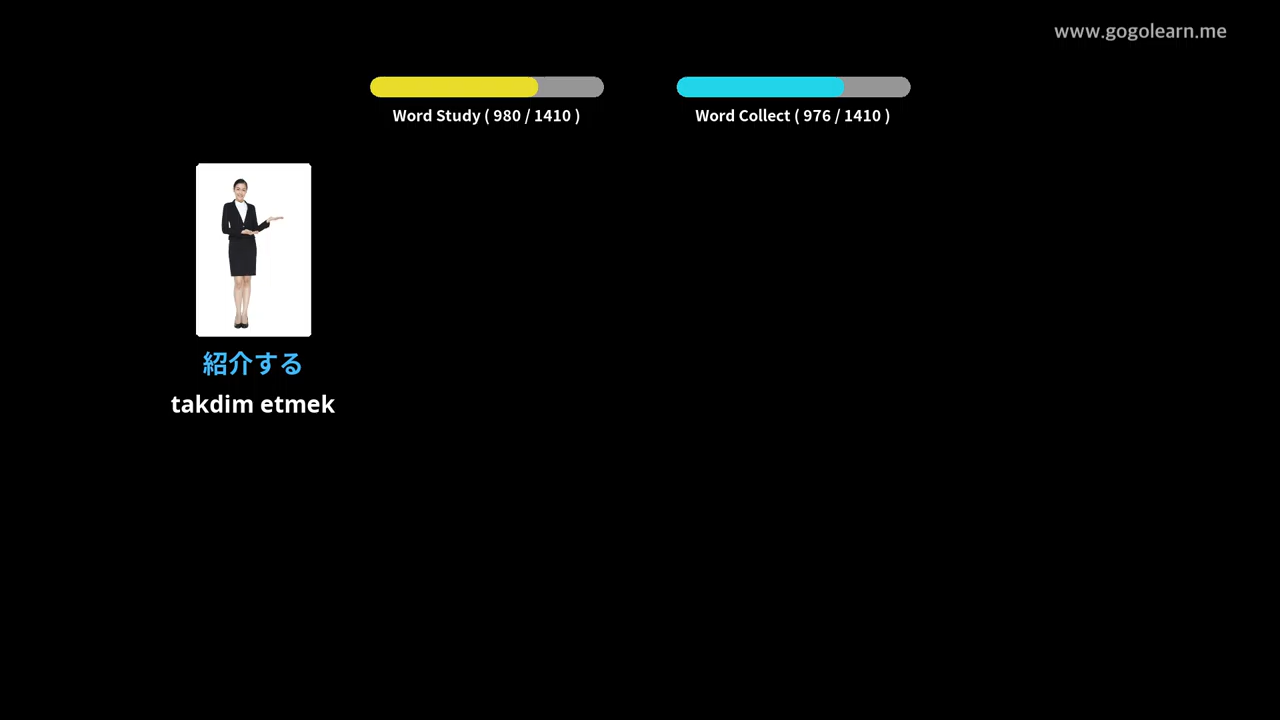 www.gogolearn.me
Word Study ( 980 / 1410 )
Word Collect ( 976 / 1410 )
紹介する
takdim etmek